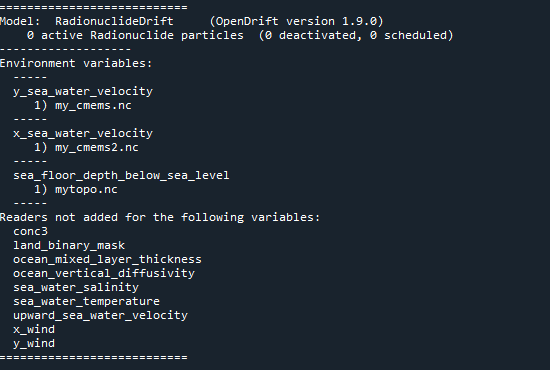 ===========================
Model:  RadionuclideDrift     (OpenDrift version 1.9.0)
    0 active Radionuclide particles  (0 deactivated, 0 scheduled)
-------------------
Environment variables:
  -----
  y_sea_water_velocity
     1) my_cmems.nc
  -----
  x_sea_water_velocity
     1) my_cmems2.nc
  -----
  sea_floor_depth_below_sea_level
     1) mytopo.nc
  -----
Readers not added for the following variables:
  conc3
  land_binary_mask
  ocean_mixed_layer_thickness
  ocean_vertical_diffusivity
  sea_water_salinity
  sea_water_temperature
  upward_sea_water_velocity
  x_wind
  y_wind
===========================